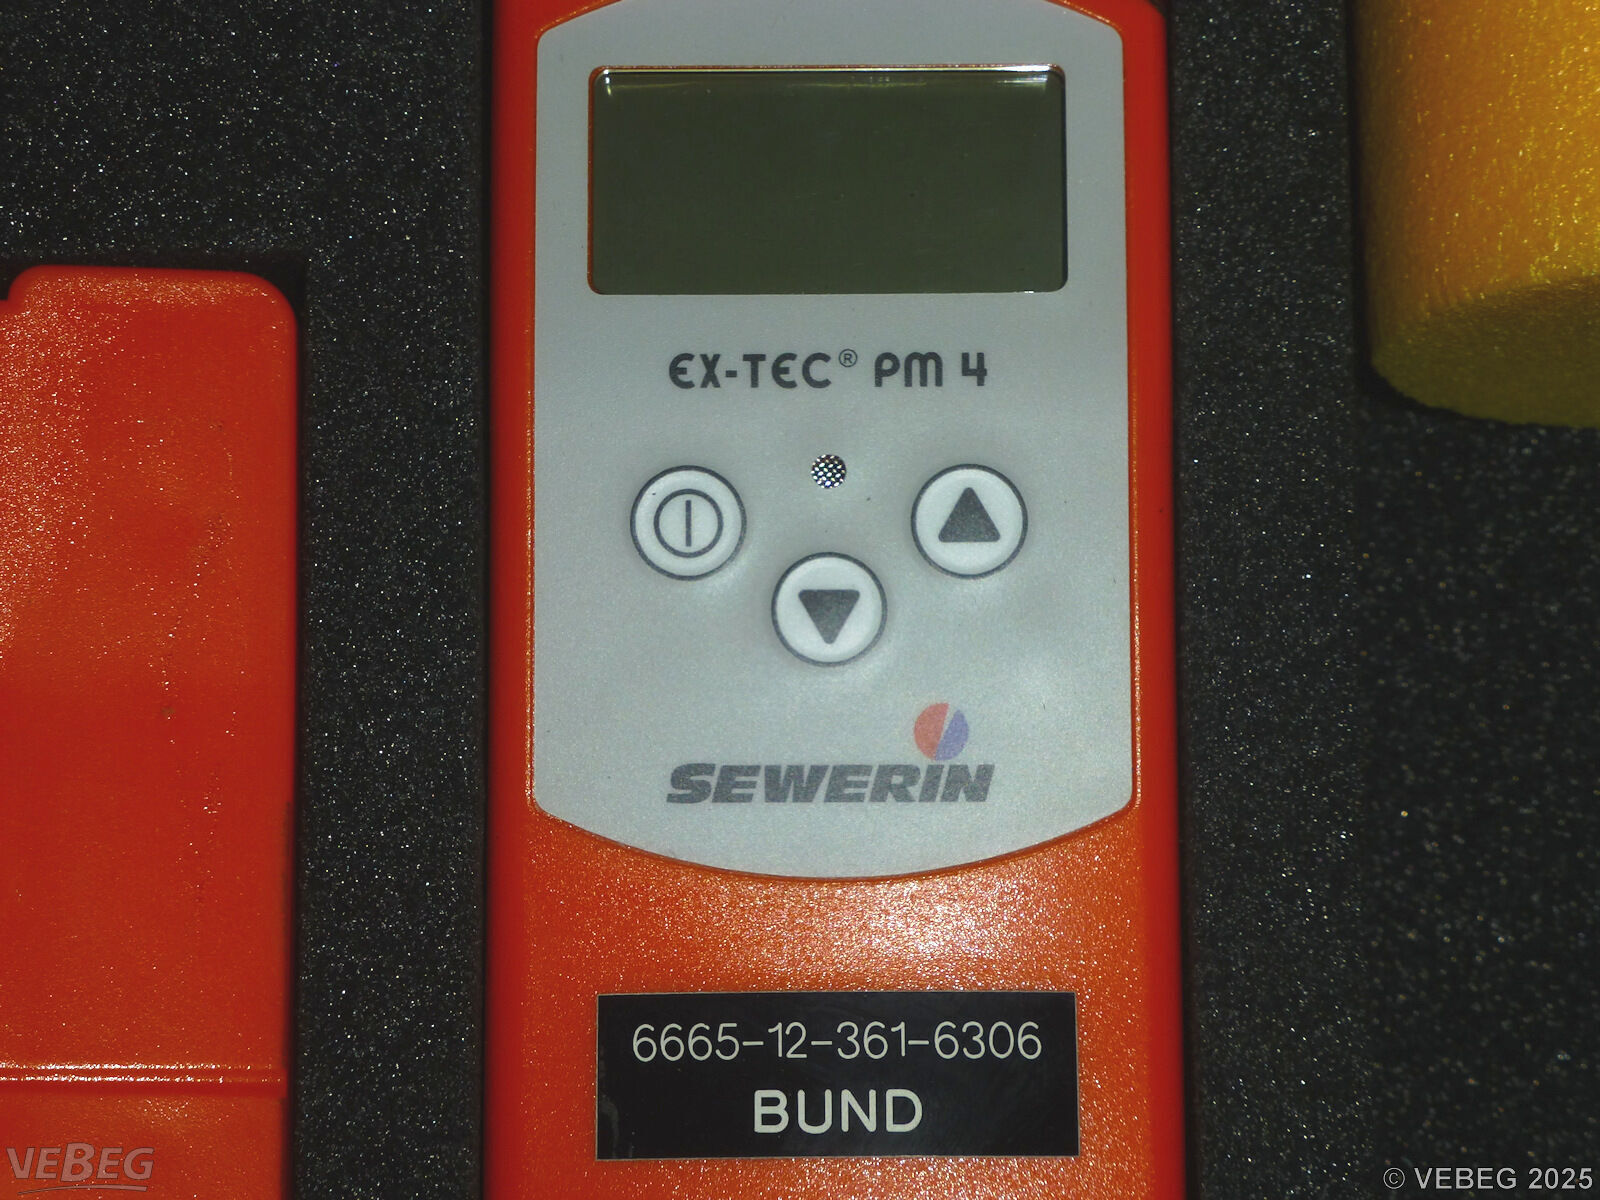 EX-TEC® PM 4
SEWERIN
6665-12-361-6306
BUND
VEBEG
© VEBEG 2025